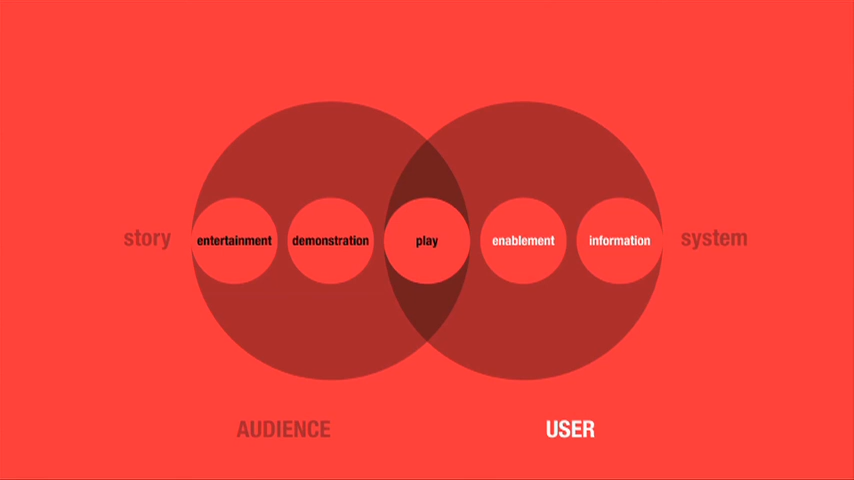 story entertainment demonstration play enablement information system
AUDIENCE USER